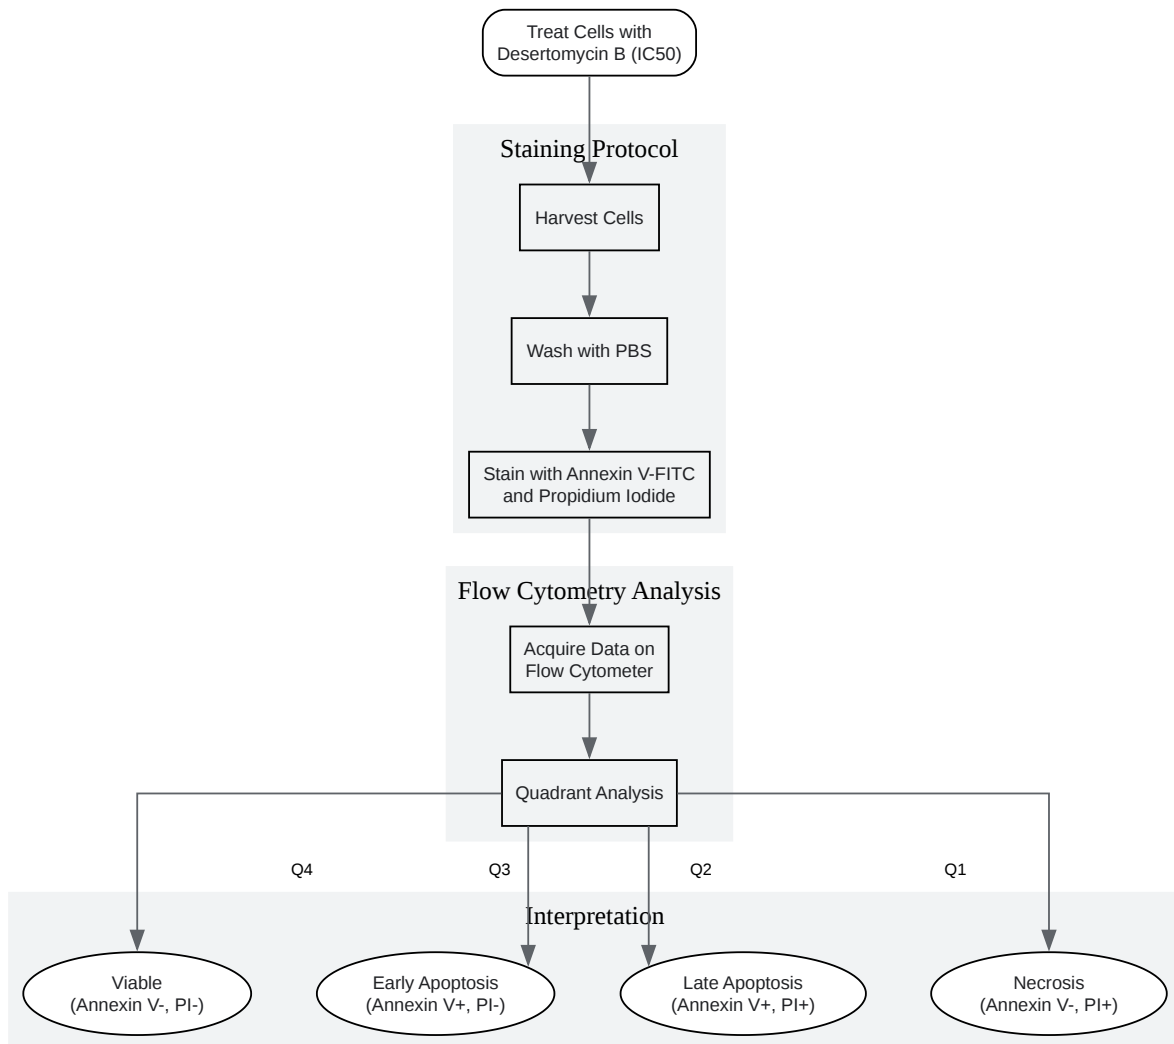 Treat Cells with
Desertomycin B (IC50)
Staining Protocol
Harvest Cells
Wash with PBS
Stain with Annexin V-FITC
and Propidium Iodide
Flow Cytometry Analysis
Acquire Data on
Flow Cytometer
Quadrant Analysis
Q4
Q3
Q2
Q1
Interpretation
Viable
(Annexin V-, PI-)
Early Apoptosis
(Annexin V+, PI-)
Late Apoptosis
(Annexin V+, PI+)
Necrosis
(Annexin V-, PI+)